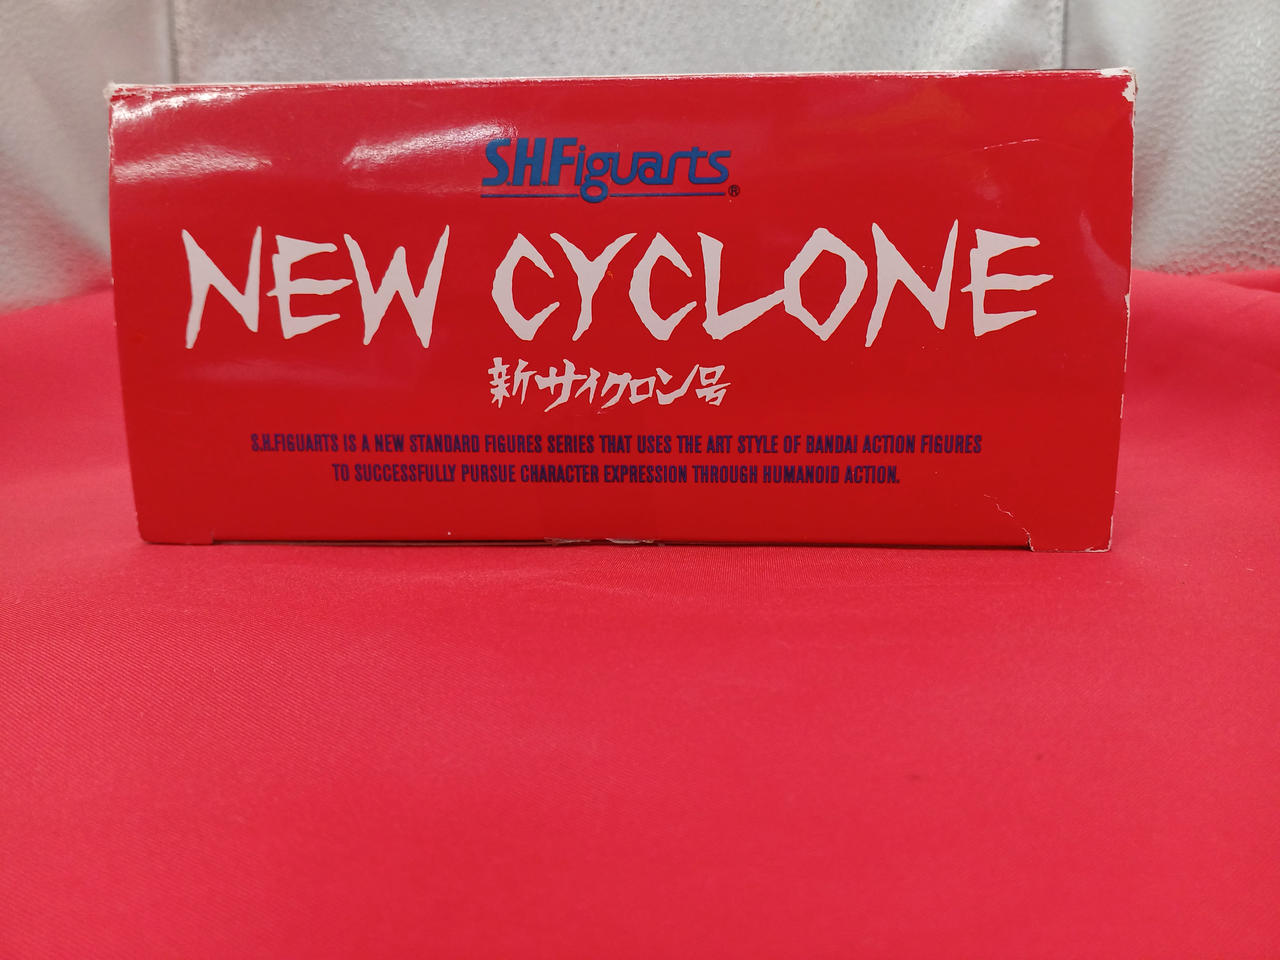 S.H.Figuarts®
NEW CYCLONE
新サイクロン号
S.H.FIGUARTS IS A NEW STANDARD FIGURES SERIES THAT USES THE ART STYLE OF BANDAI ACTION FIGURES
TO SUCCESSFULLY PURSUE CHARACTER EXPRESSION THROUGH HUMANOID ACTION.